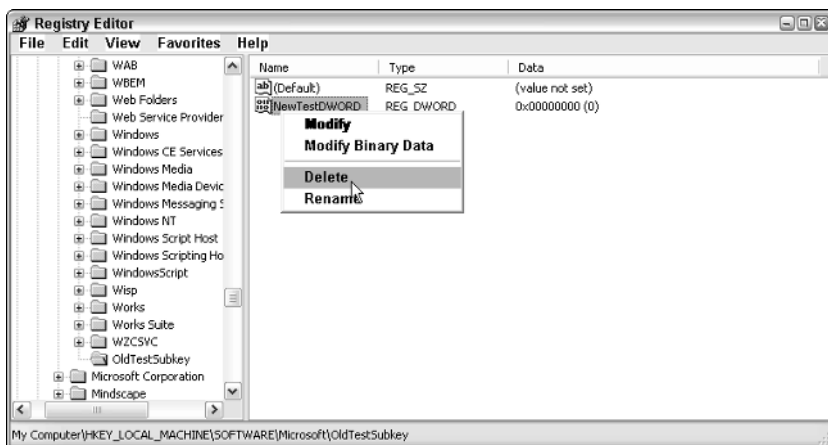 Registry Editor
File Edit View Favorites Help
WAB
WBEM
Web Folders
Web Service Provider
Windows
Windows CE Services
Windows Media
Windows Media Devic
Windows Messaging S
Windows NT
Windows Script Host
Windows Scripting Ho
WindowsScript
Wisp
Works
Works Suite
WZCSVC
OldTestSubkey
Microsoft Corporation
Mindscape
Name Type Data
(Default) REG_SZ (value not set)
NewTestDWORD REG_DWORD 0x00000000 (0)
Modify
Modify Binary Data
Delete
Rename
My Computer\HKEY_LOCAL_MACHINE\SOFTWARE\Microsoft\OldTestSubkey